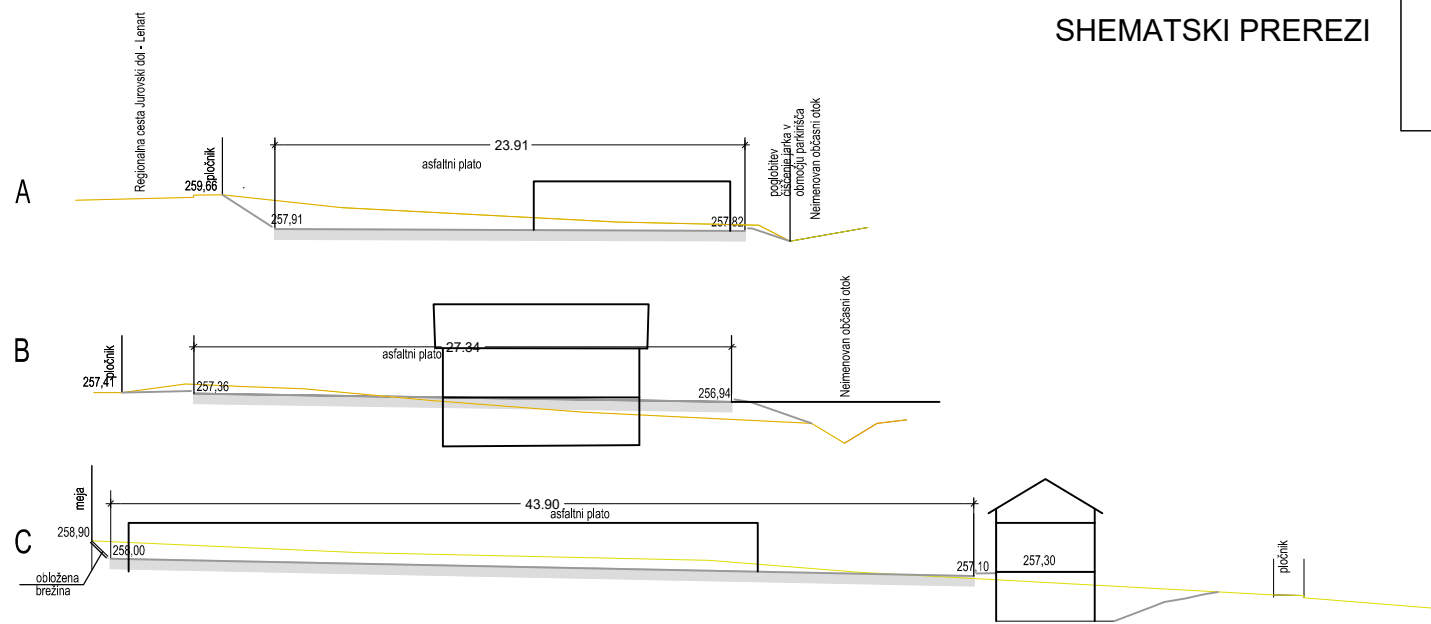 SHEMATSKI PREREZI
A
Regionalna cesta Jurovski dol - Lenart
pločnik
259,66
23.91
asfaltni plato
257,91
257,82
poglobitev
čiščenje jarka v
območju parkirišča
Neimenovan občasni otok
B
pločnik
257,41
257,36
asfaltni plato
27.34
256,94
Neimenovan občasni otok
C
meja
258,90
258,00
43.90
asfaltni plato
257,10
257,30
pločnik
obložena
brežina